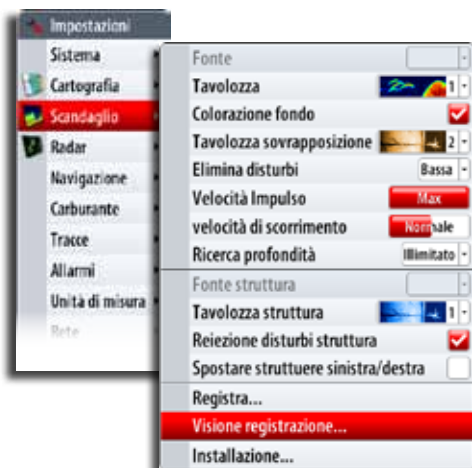 Impostazioni
Sistema
Cartografia
Scandaglio
Radar
Navigazione
Carburante
Tracce
Allarmi
Unità di misura
Rete
Fonte
Tavolozza 1
Colorazione fondo
Tavolozza sovrapposizione 2
Elimina disturbi Bassa
Velocità Impulso Max
velocità di scorrimento Normale
Ricerca profondità Illimitato
Fonte struttura
Tavolozza struttura 1
Reiezione disturbi struttura
Spostare struttuere sinistra/destra
Registra...
Visione registrazione...
Installazione...